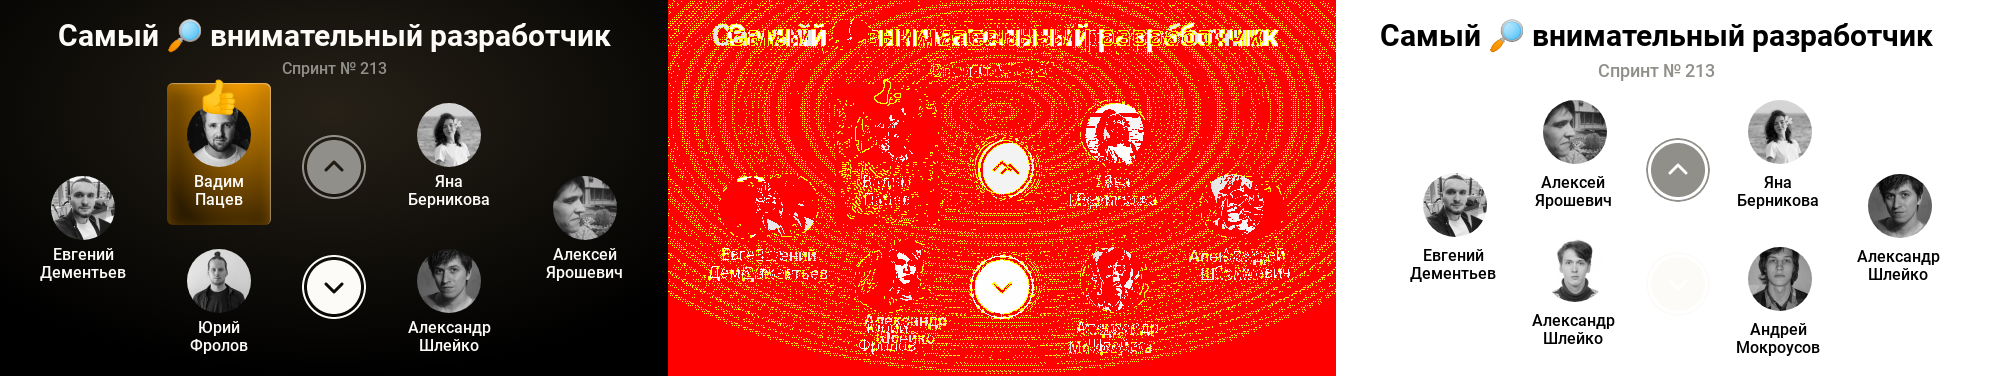 Самый 🔎 внимательный разработчик
Спринт № 213
Вадим
Пацев
Яна
Берникова
Евгений
Дементьев
Алексей
Ярошевич
Юрий
Фролов
Александр
Шлейко
Самый 🔎 внимательный разработчик
Спринт № 213
Алексей
Ярошевич
Яна
Берникова
Евгений
Дементьев
Александр
Шлейко
Александр
Шлейко
Андрей
Мокроусов